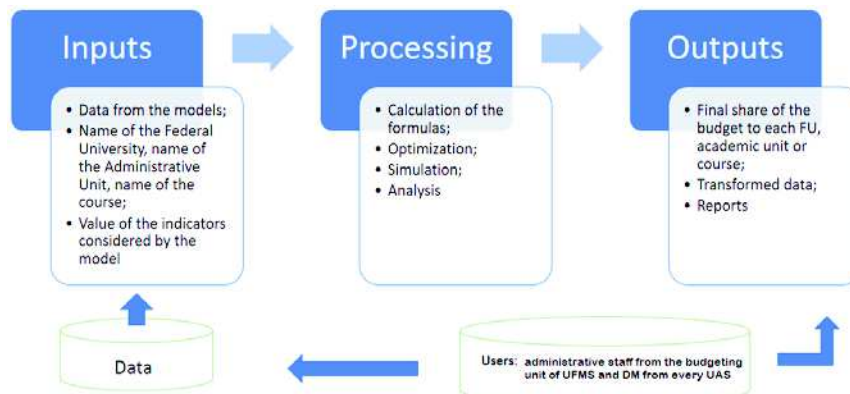 Inputs
Processing
Outputs
• Data from the models;
• Name of the Federal
University, name of
the Administrative
Unit, name of the
course;
• Value of the indicators
considered by the
model
• Calculation of the
formulas;
• Optimization;
• Simulation;
• Analysis
• Final share of the
budget to each FU,
academic unit or
course;
• Transformed data;
• Reports
Data
Users: administrative staff from the budgeting
unit of UFMS and DM from every UAS